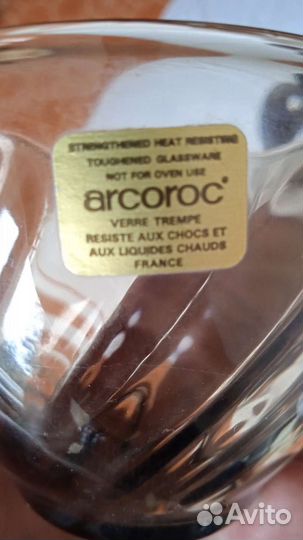 STRENGTHENED HEAT RESISTING
TOUGHENED GLASSWARE
NOT FOR OVEN USE
arcoroc®
VERRE TREMPE
RESISTE AUX CHOCS ET
AUX LIQUIDES CHAUDS
FRANCE
Avito